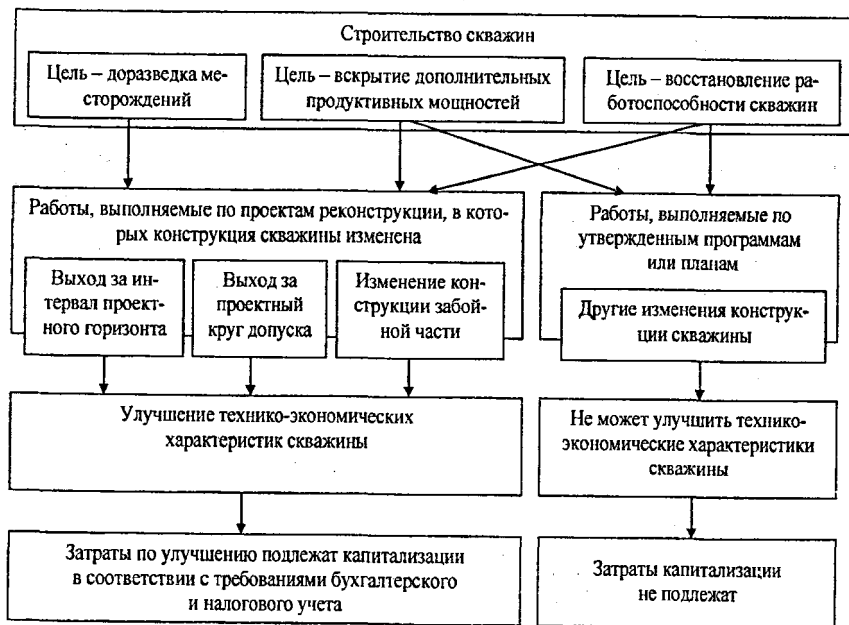 Строительство скважин
Цель – доразведка ме-
сторождений
Цель – вскрытие дополнительных
продуктивных мощностей
Цель – восстановление ра-
ботоспособности скважин
Работы, выполняемые по проектам реконструкции, в кото-
рых конструкция скважины изменена
Выход за ин-
тервал проект-
ного горизонта
Выход за
проектный
круг допуска
Изменение кон-
струкции забой-
ной части
Работы, выполняемые по
утвержденным программам
или планам
Другие изменения конструк-
ции скважины
Улучшение технико-экономических
характеристик скважины
Не может улучшить технико-
экономические характеристики
скважины
Затраты по улучшению подлежат капитализации
в соответствии с требованиями бухгалтерского
и налогового учета
Затраты капитализации
не подлежат